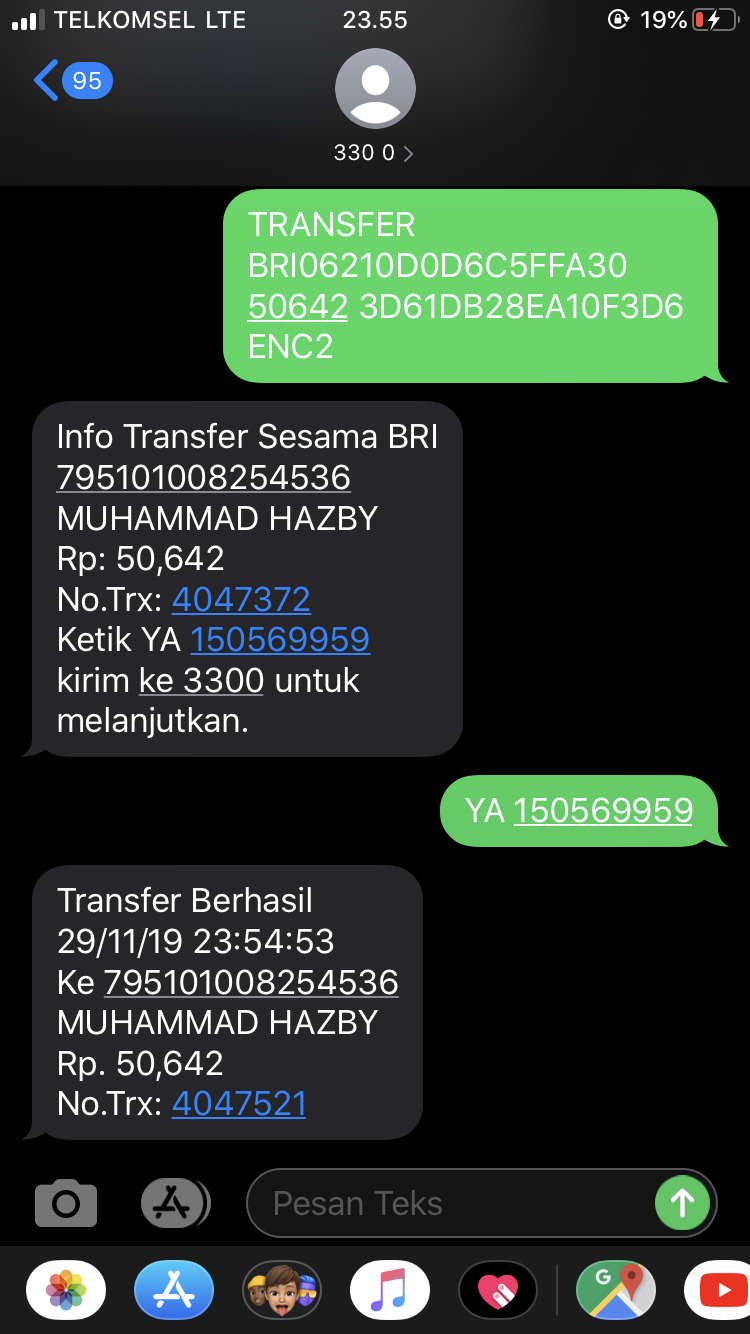 TELKOMSEL LTE 23.55 19%
95
330 0
TRANSFER
BRI06210D0D6C5FFA30
50642 3D61DB28EA10F3D6
ENC2
Info Transfer Sesama BRI
795101008254536
MUHAMMAD HAZBY
Rp: 50,642
No.Trx: 4047372
Ketik YA 150569959
kirim ke 3300 untuk
melanjutkan.
YA 150569959
Transfer Berhasil
29/11/19 23:54:53
Ke 795101008254536
MUHAMMAD HAZBY
Rp. 50,642
No.Trx: 4047521
Pesan Teks
G